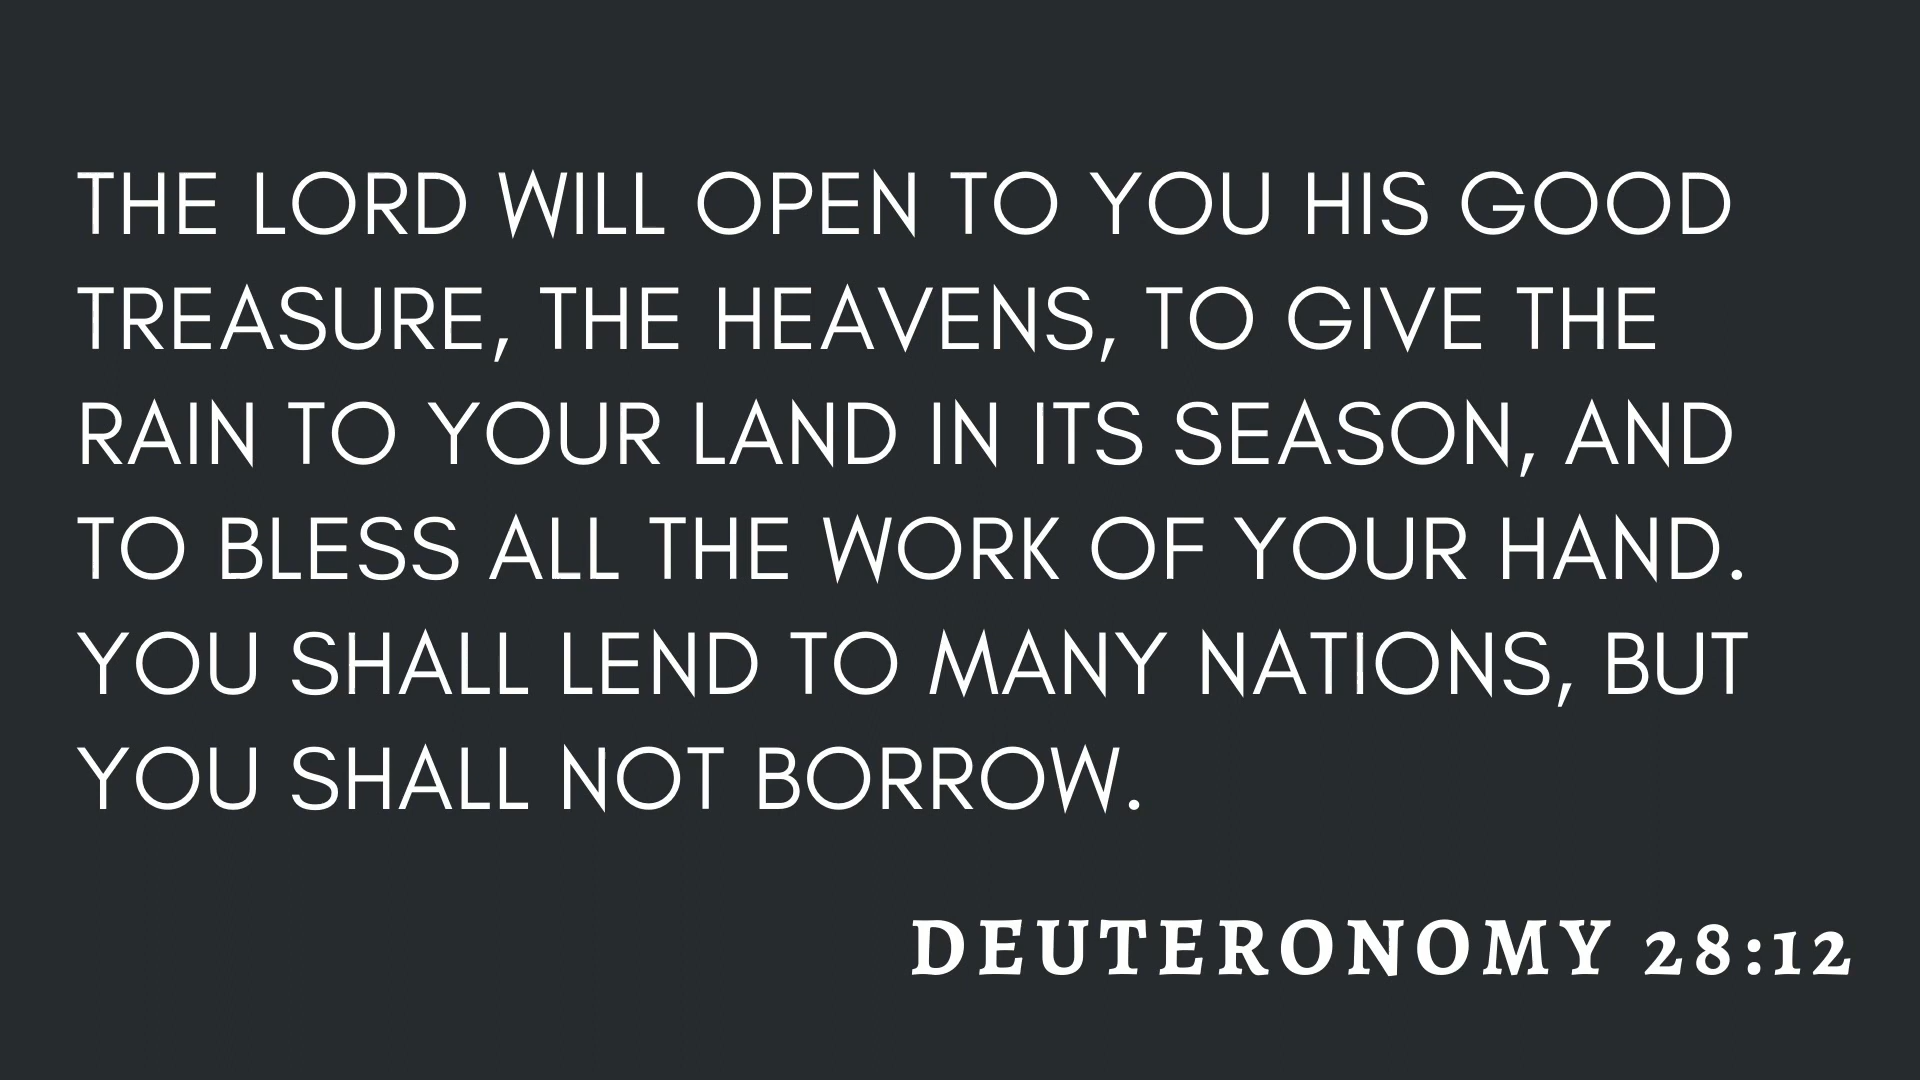 THE LORD WILL OPEN TO YOU HIS GOOD
TREASURE, THE HEAVENS, TO GIVE THE
RAIN TO YOUR LAND IN ITS SEASON, AND
TO BLESS ALL THE WORK OF YOUR HAND.
YOU SHALL LEND TO MANY NATIONS, BUT
YOU SHALL NOT BORROW.
DEUTERONOMY 28:12